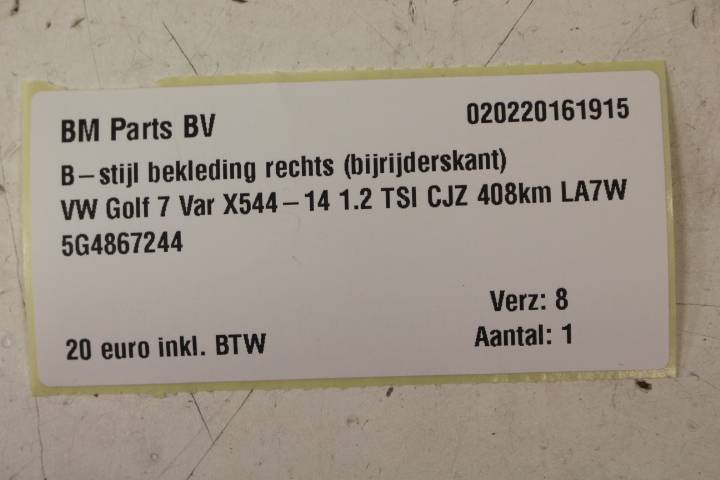 BM Parts BV 020220161915
B-stijl bekleding rechts (bijrijderskant)
VW Golf 7 Var X544-14 1.2 TSI CJZ 408km LA7W
5G4867244
Verz: 8
20 euro inkl. BTW Aantal: 1